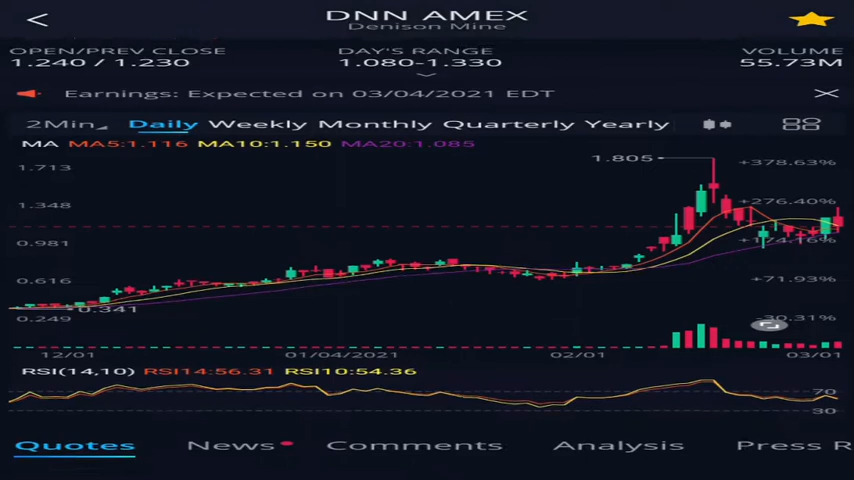 DNN AMEX
Denison Mine
OPEN/PREV CLOSE DAY'S RANGE VOLUME
1.240 / 1.230 1.080-1.330 55.73M
Earnings: Expected on 03/04/2021 EDT
2Min Daily Weekly Monthly Quarterly Yearly
MA MA5:1.116 MA10:1.150 MA20:1.085
1.805
1.713 +378.63%
1.348 +276.40%
0.981 +174.16%
0.616 +71.93%
0.341
0.249 -30.31%
12/01 01/04/2021 02/01 03/01
RSI(14,10) RSI14:56.31 RSI10:54.36
70
30
Quotes News Comments Analysis Press R